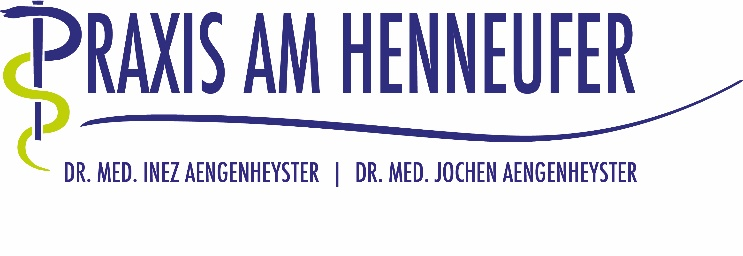 PRAXIS AM HENNEUFER
DR. MED. INEZ AENGENHEYSTER | DR. MED. JOCHEN AENGENHEYSTER